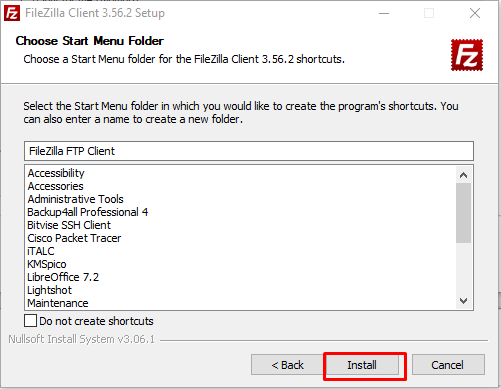 FileZilla Client 3.56.2 Setup
Choose Start Menu Folder
Choose a Start Menu folder for the FileZilla Client 3.56.2 shortcuts.
Fz
Select the Start Menu folder in which you would like to create the program's shortcuts. You
can also enter a name to create a new folder.
FileZilla FTP Client
Accessibility
Accessories
Administrative Tools
Backup4all Professional 4
Bitvise SSH Client
Cisco Packet Tracer
iTALC
KMSpico
LibreOffice 7.2
Lightshot
Maintenance
Do not create shortcuts
Nullsoft Install System v3.06.1
< Back
Install
Cancel